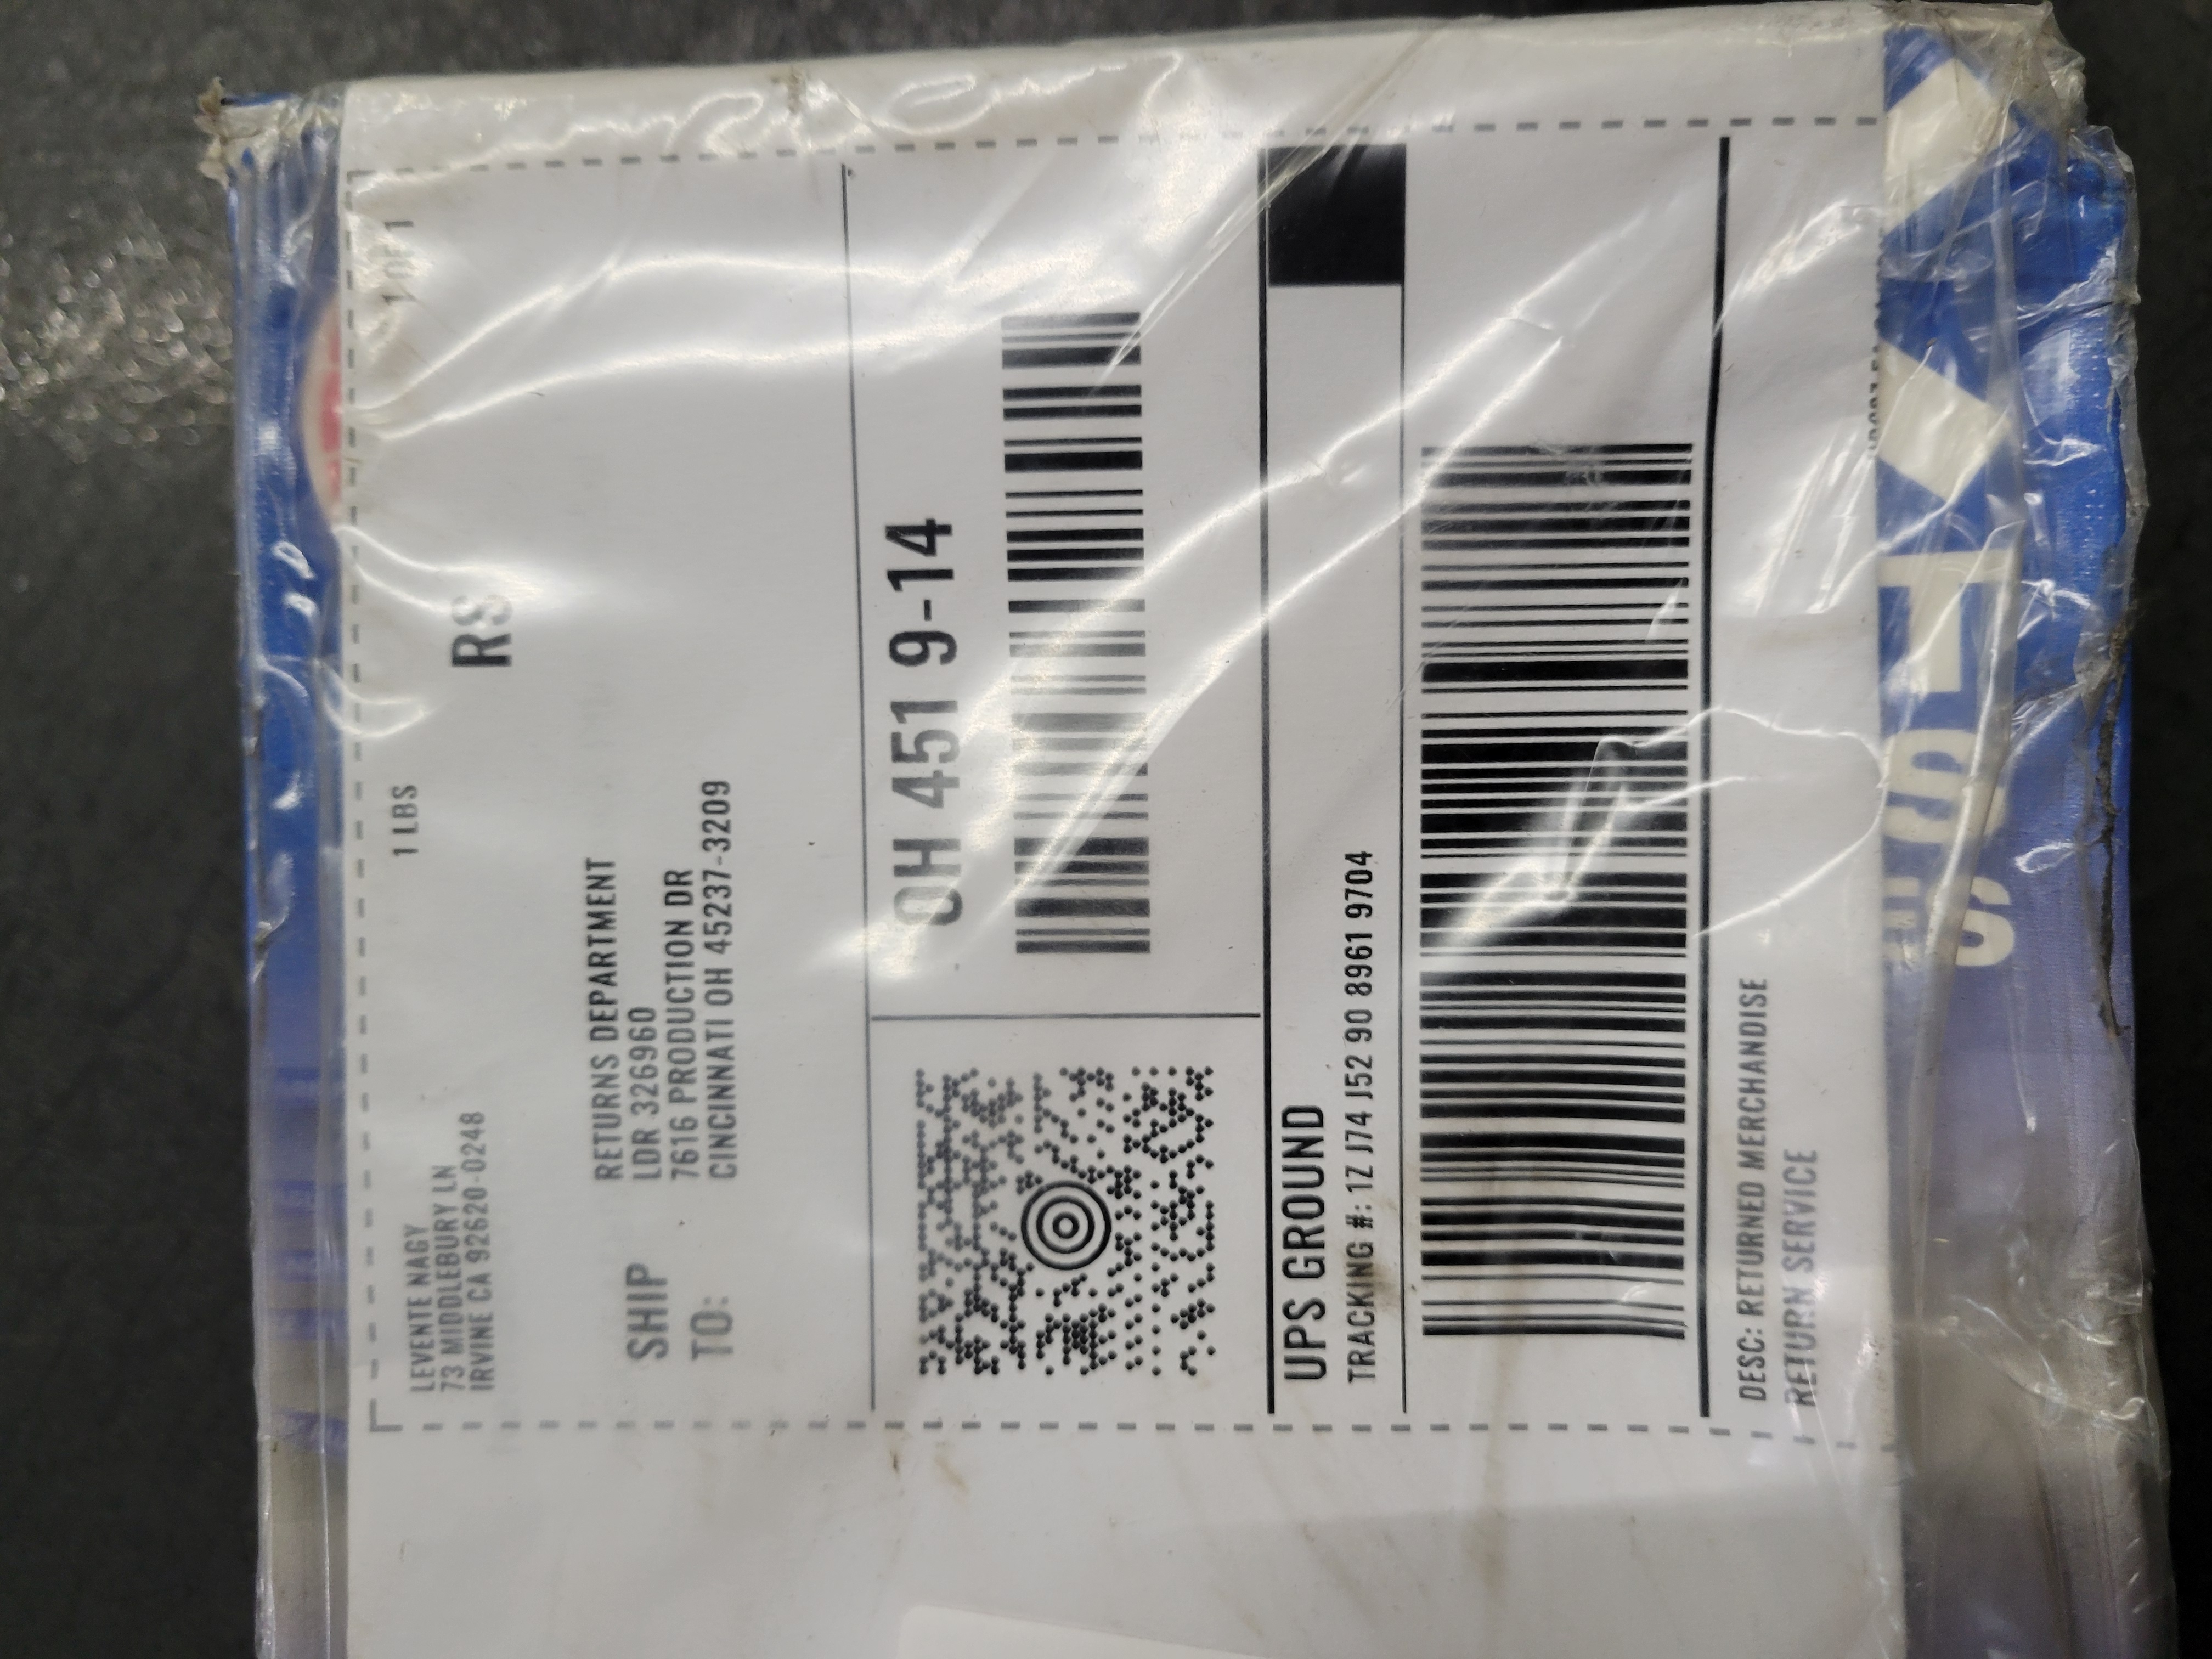 1 OF 1
1 LBS
LEVENTE NAGY
73 MIDDLEBURY LN
IRVINE CA 92620-0248
RS
SHIP
TO:
RETURNS DEPARTMENT
LDR 326960
7616 PRODUCTION DR
CINCINNATI OH 45237-3209
OH 451 9-14
UPS GROUND
TRACKING #: 1Z J74 J52 90 8961 9704
DESC: RETURNED MERCHANDISE
RETURN SERVICE